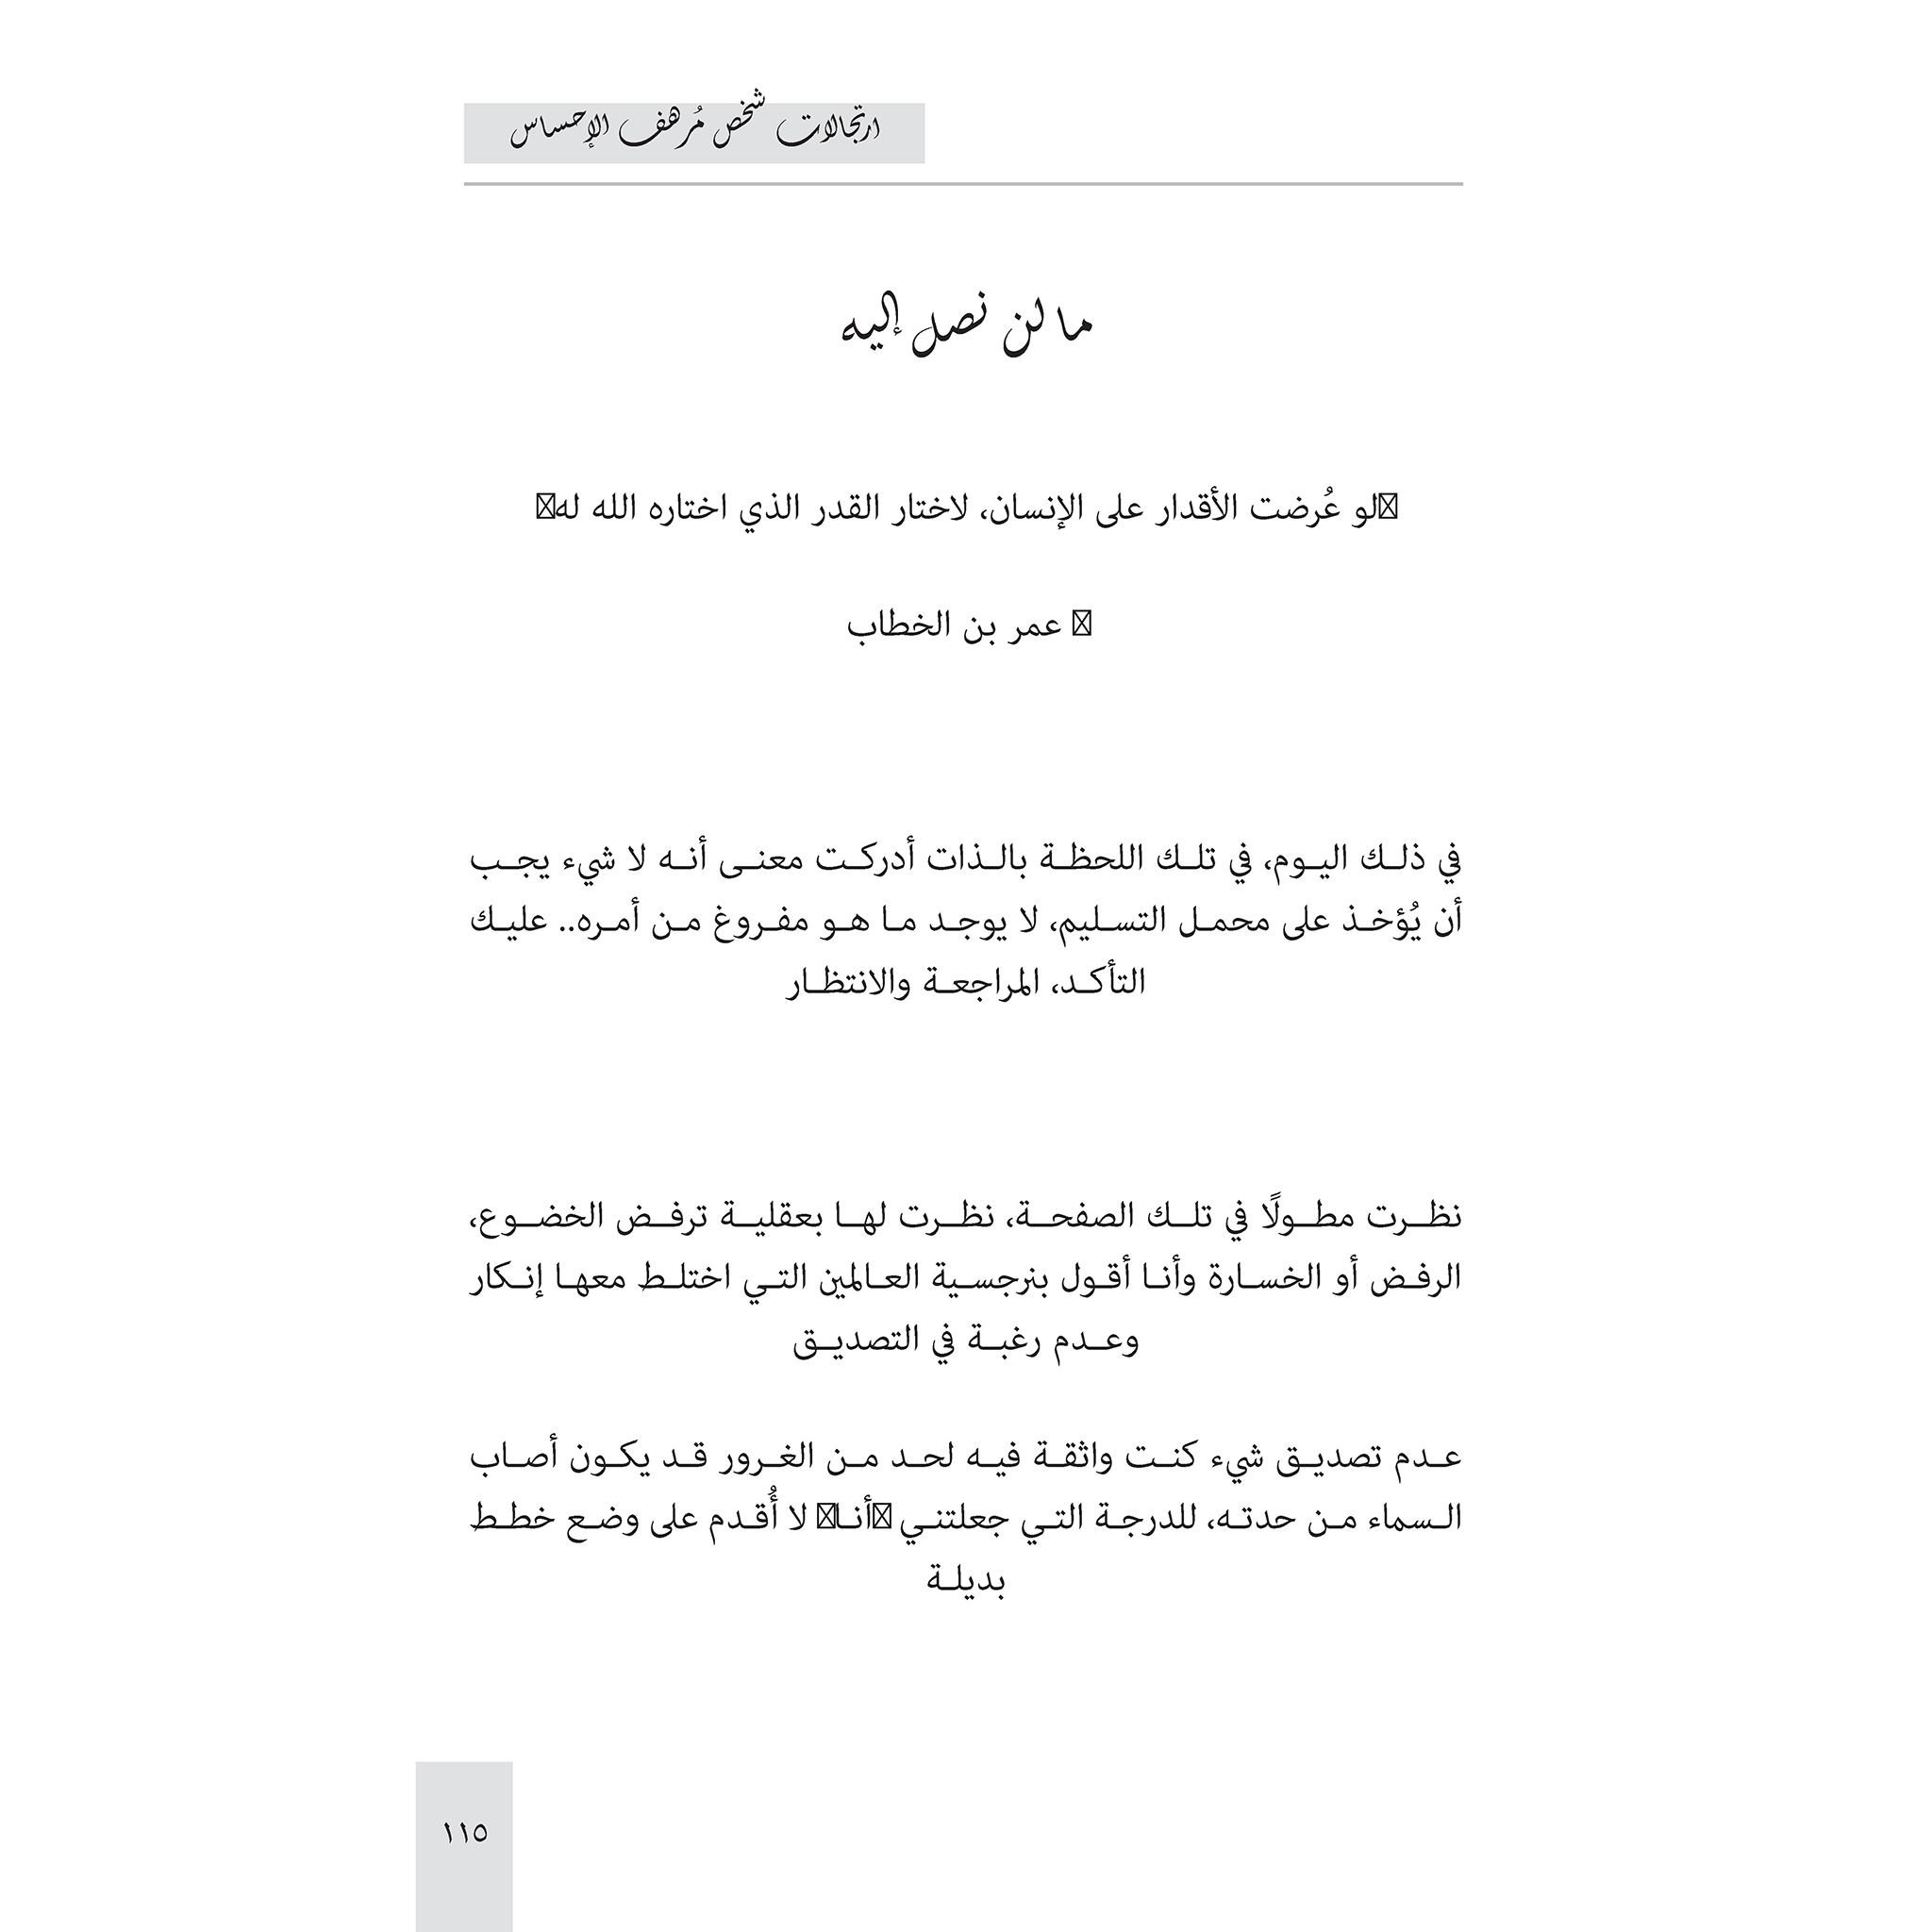 ارتجالات شخص مُرهف الإحساس
ما لن نصل إليه
لو عُرضت الأقدار على الإنسان، لاختار القدر الذي اختاره الله له
عمر بن الخطاب
في ذلك اليوم، في تلك اللحظة بالذات أدركت معنى أنه لا شيء يجب
أن يُؤخذ على محمل التسليم، لا يوجد ما هو مفروغ من أمره.. عليك
التأكد، المراجعة والانتظار
نظرت مطولًا في تلك الصفحة، نظرت لها بعقلية ترفض الخضوع،
الرفض أو الخسارة وأنا أقول بنرجسية العالمين التي اختلط معها إنكار
وعدم رغبة في التصديق
عدم تصديق شيء كنت واثقة فيه لحد من الغرور قد يكون أصاب
السماء من حدته، للدرجة التي جعلتني أنا لا أُقدم على وضع خطط
بديلة
١١٥